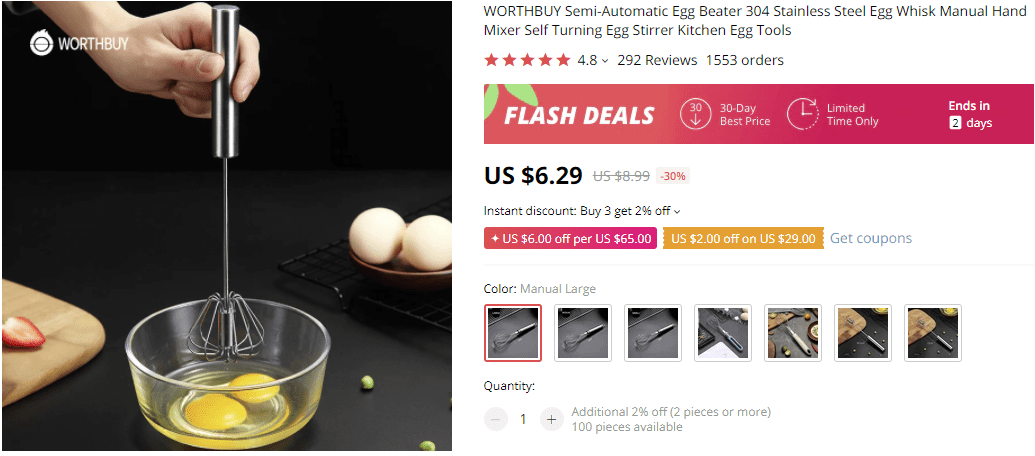 WORTHBUY
WORTHBUY Semi-Automatic Egg Beater 304 Stainless Steel Egg Whisk Manual Hand
Mixer Self Turning Egg Stirrer Kitchen Egg Tools
4.8 292 Reviews 1553 orders
FLASH DEALS
30
30-Day
Best Price
Limited
Time Only
Ends in
2 days
US $6.29 US $8.99 -30%
Instant discount: Buy 3 get 2% off
US $6.00 off per US $65.00 US $2.00 off on US $29.00 Get coupons
Color: Manual Large
Quantity:
1
Additional 2% off (2 pieces or more)
100 pieces available